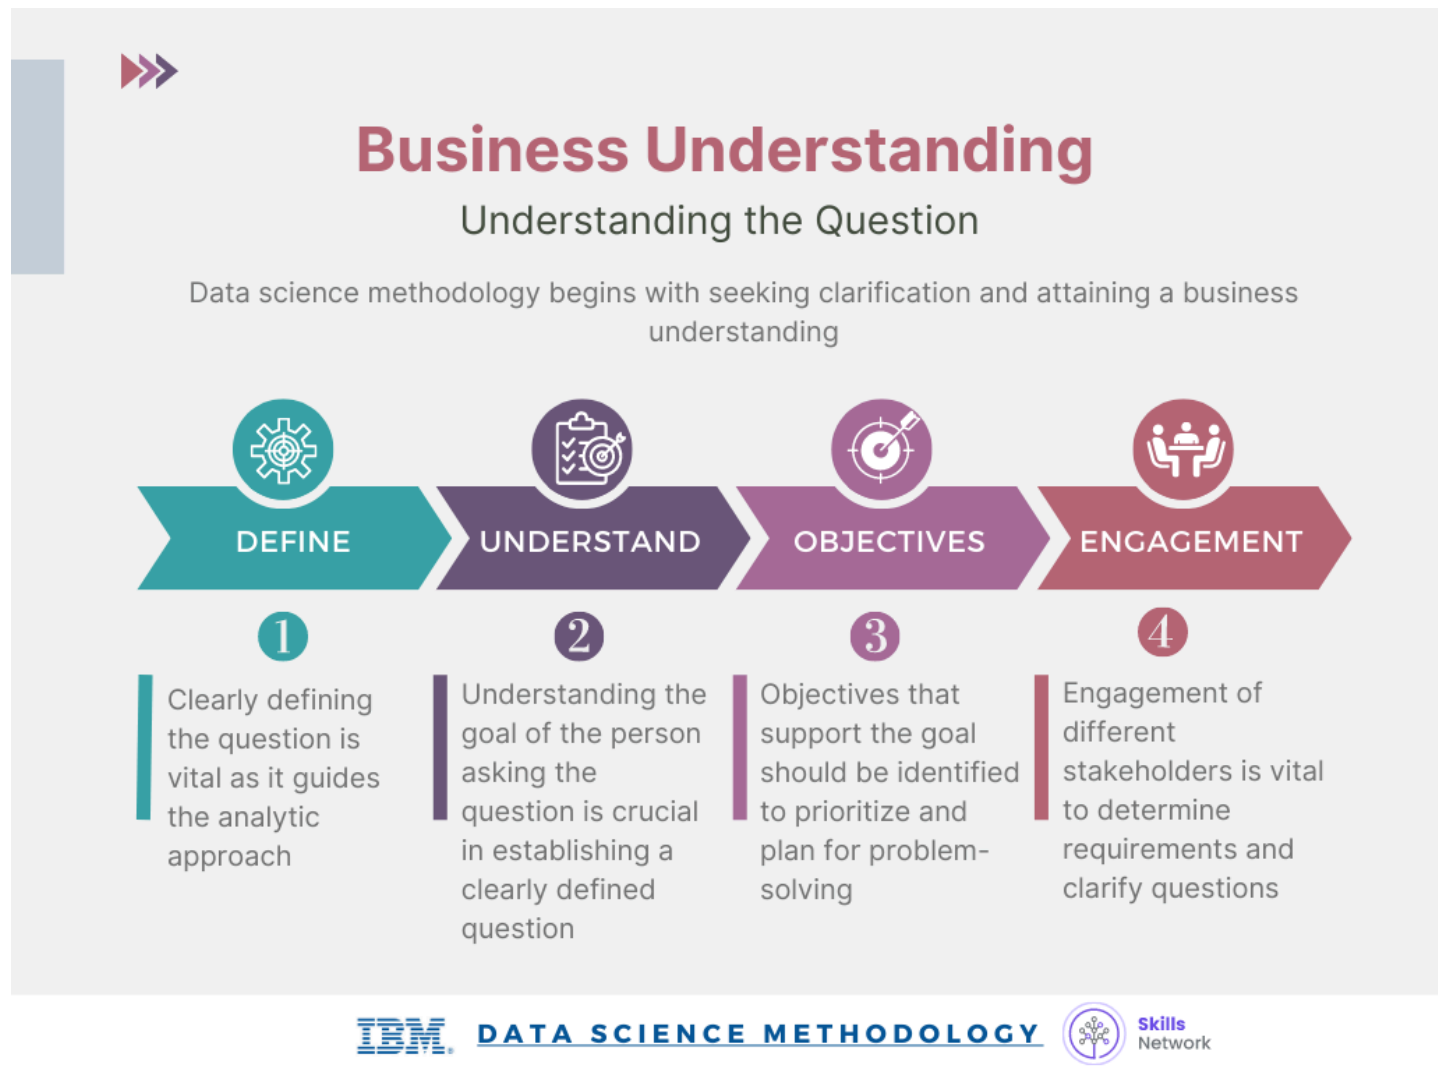 Business Understanding
Understanding the Question
Data science methodology begins with seeking clarification and attaining a business
understanding
DEFINE
UNDERSTAND
OBJECTIVES
ENGAGEMENT
1
Clearly defining
the question is
vital as it guides
the analytic
approach
2
Understanding the
goal of the person
asking the
question is crucial
in establishing a
clearly defined
question
3
Objectives that
support the goal
should be identified
to prioritize and
plan for problem-
solving
4
Engagement of
different
stakeholders is vital
to determine
requirements and
clarify questions
IBM. DATA SCIENCE METHODOLOGY
Skills
Network